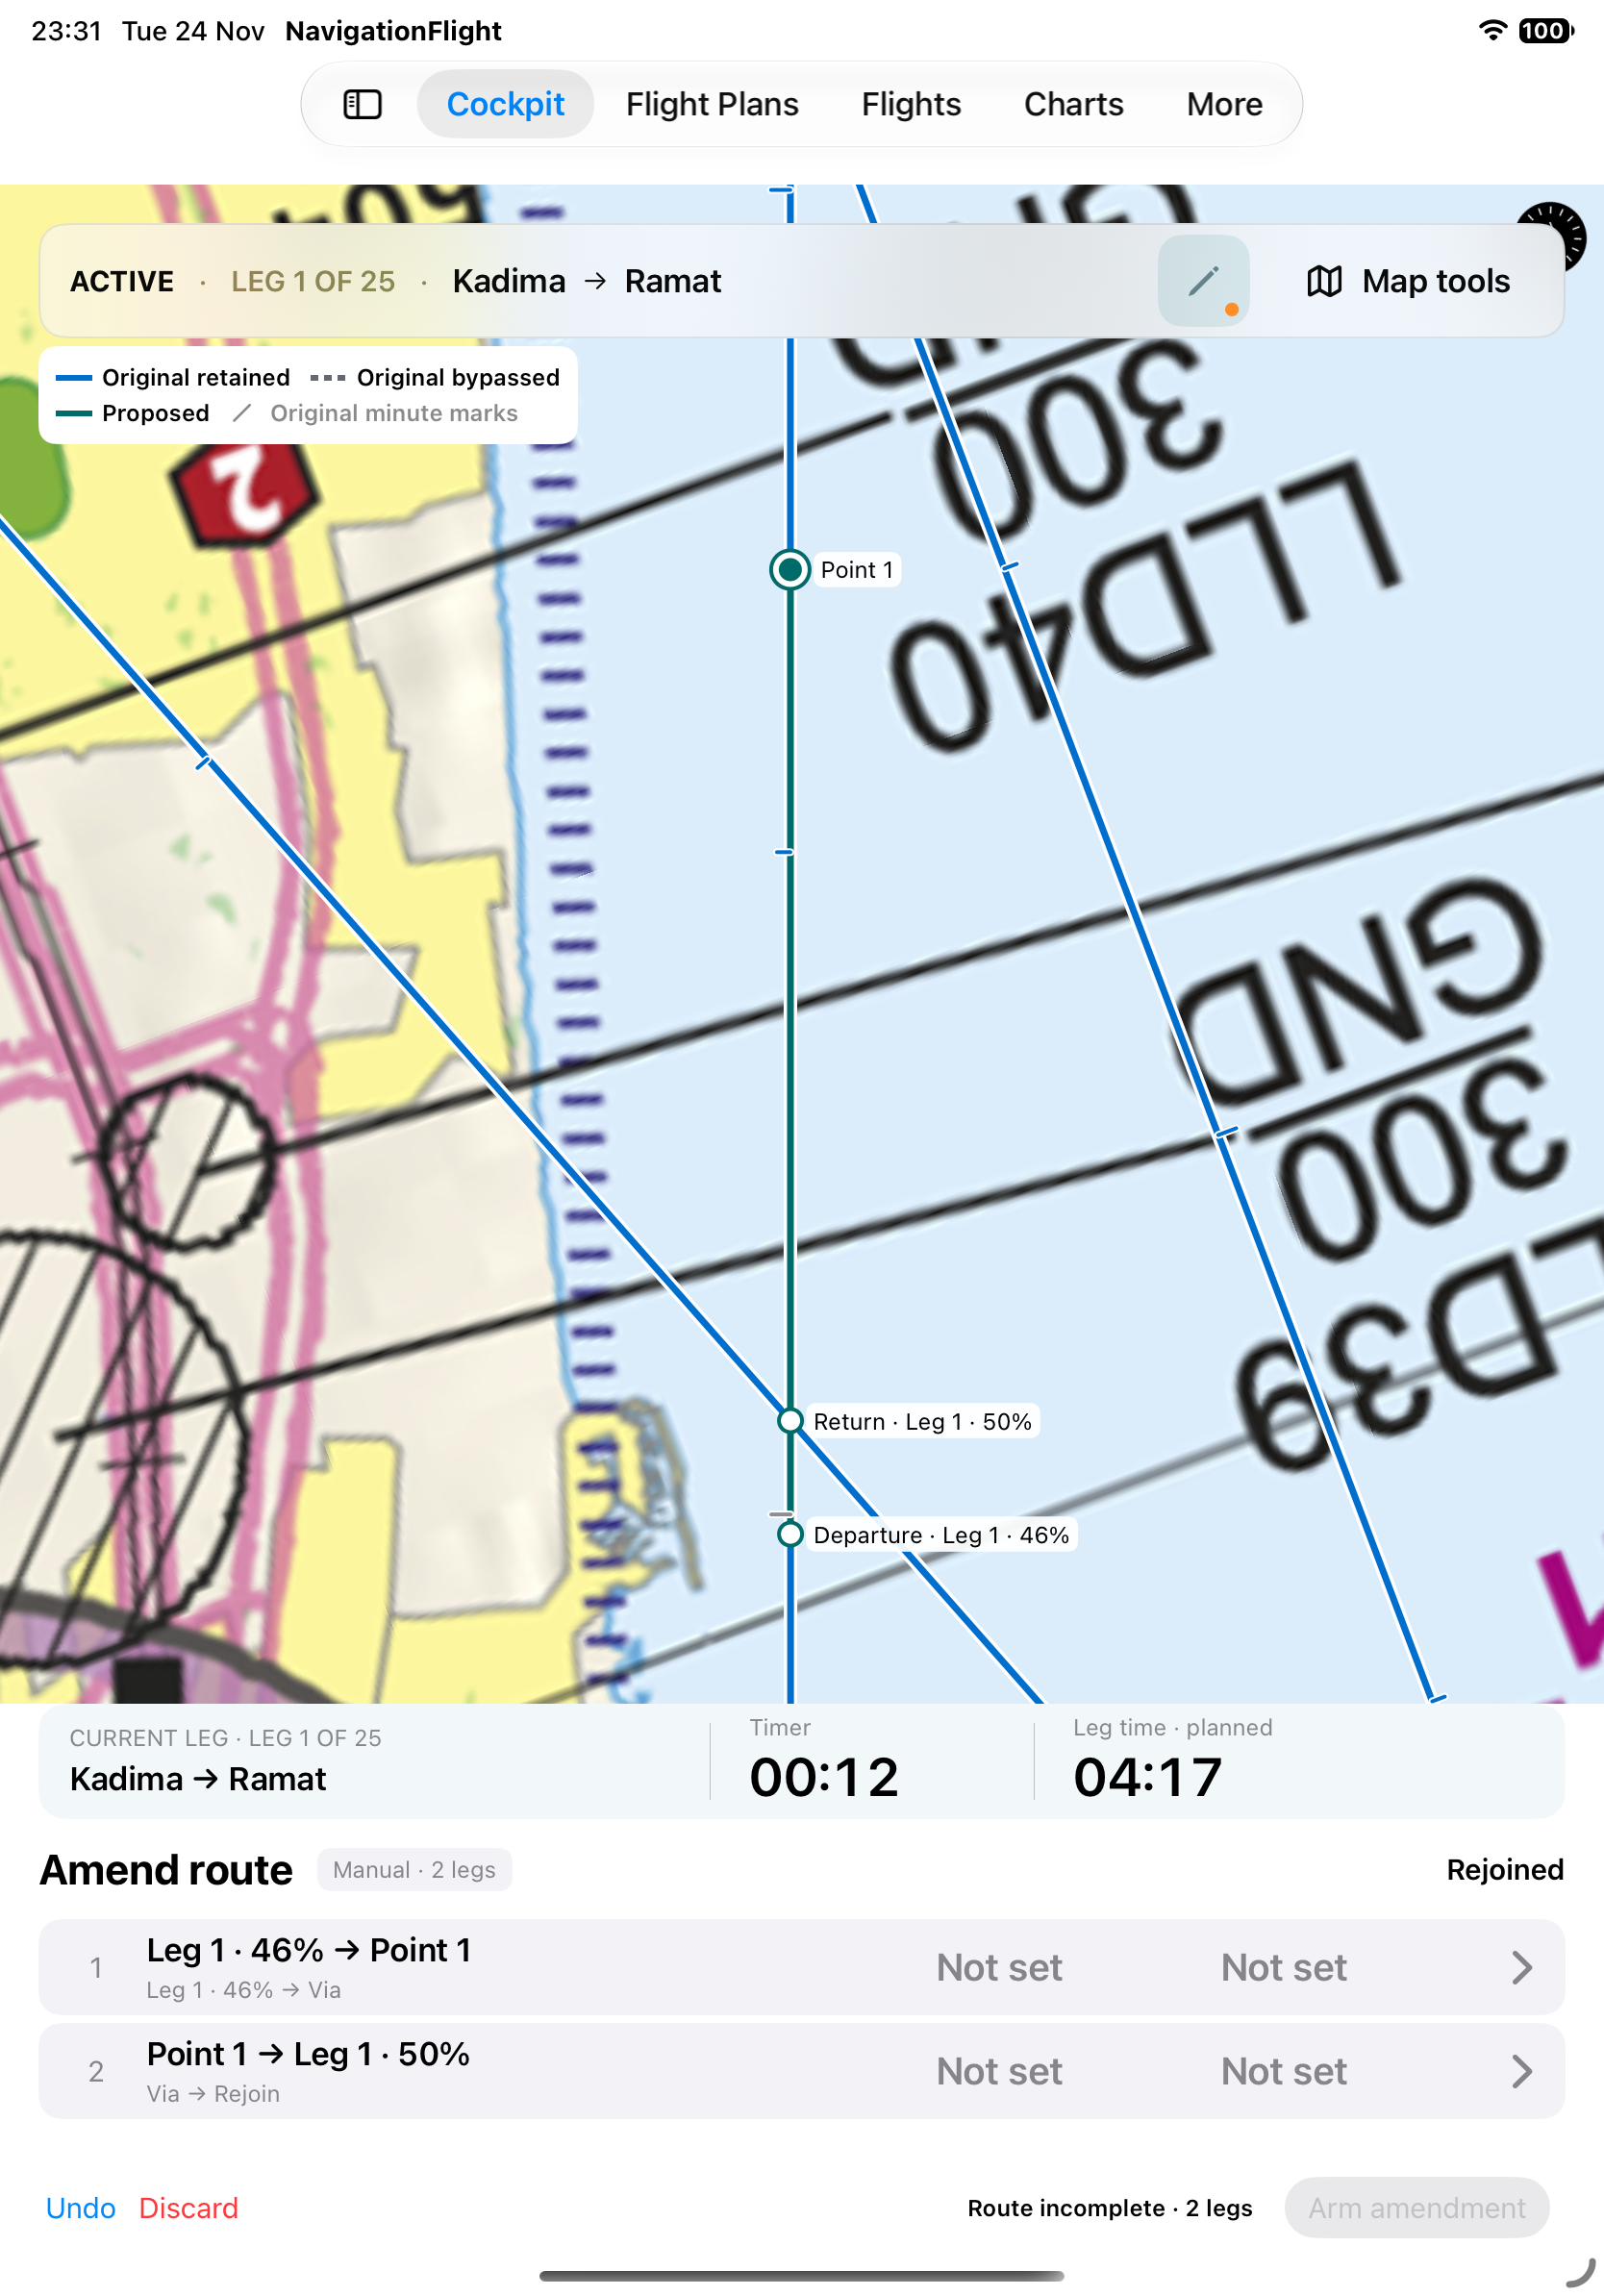 23:31 Tue 24 Nov NavigationFlight
100
Cockpit Flight Plans Flights Charts More
ACTIVE · LEG 1 OF 25 · Kadima → Ramat
Map tools
Original retained Original bypassed
Proposed Original minute marks
2
300
LLD40
Point 1
GND
300
D39
Return · Leg 1 · 50%
Departure · Leg 1 · 46%
CURRENT LEG · LEG 1 OF 25
Kadima → Ramat
Timer
00:12
Leg time · planned
04:17
Amend route Manual · 2 legs Rejoined
1 Leg 1 · 46% → Point 1 Not set Not set
Leg 1 · 46% → Via
2 Point 1 → Leg 1 · 50% Not set Not set
Via → Rejoin
Undo Discard Route incomplete · 2 legs Arm amendment